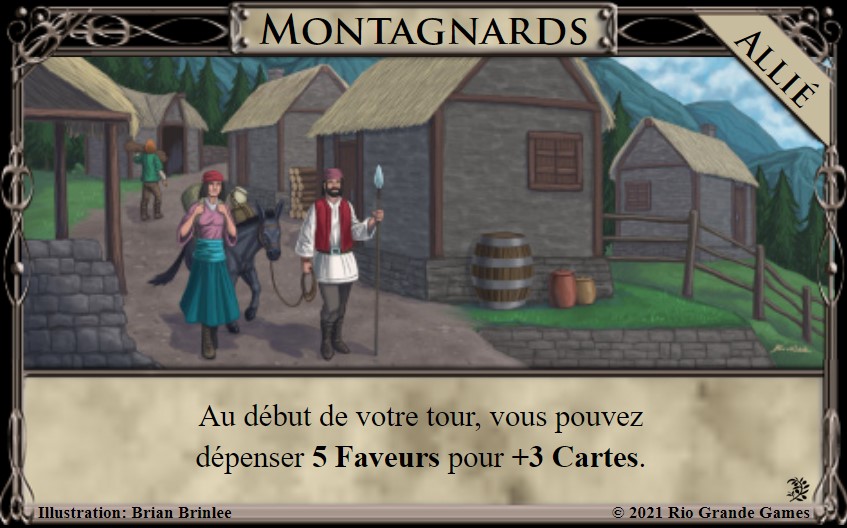 MONTAGNARDS
ALLIÉ
Au début de votre tour, vous pouvez
dépenser 5 Faveurs pour +3 Cartes.
Illustration: Brian Brinlee
© 2021 Rio Grande Games